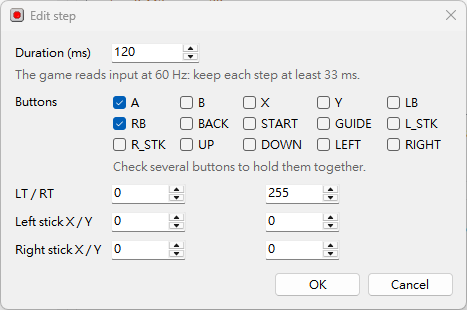 Edit step
Duration (ms) 120
The game reads input at 60 Hz: keep each step at least 33 ms.
Buttons A B X Y LB
RB BACK START GUIDE L_STK
R_STK UP DOWN LEFT RIGHT
Check several buttons to hold them together.
LT / RT 0 255
Left stick X / Y 0 0
Right stick X / Y 0 0
OK Cancel